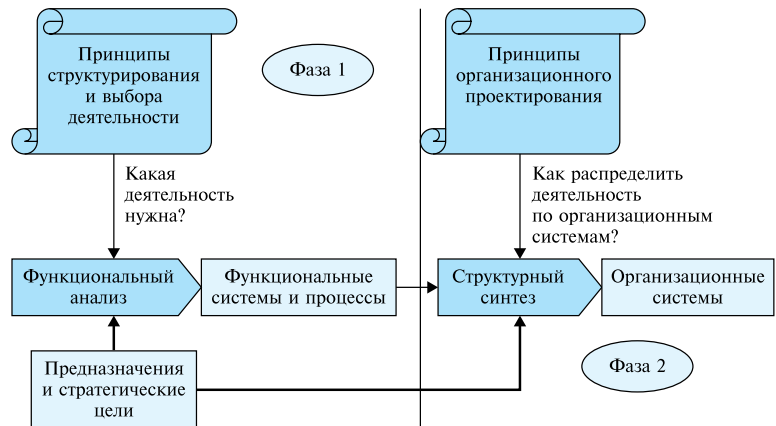 Принципы
структурирования
и выбора
деятельности
Фаза 1
Принципы
организационного
проектирования
Какая
деятельность
нужна?
Как распределить
деятельность
по организационным
системам?
Функциональный
анализ
Функциональные
системы и процессы
Структурный
синтез
Организационные
системы
Предназначения
и стратегические
цели
Фаза 2